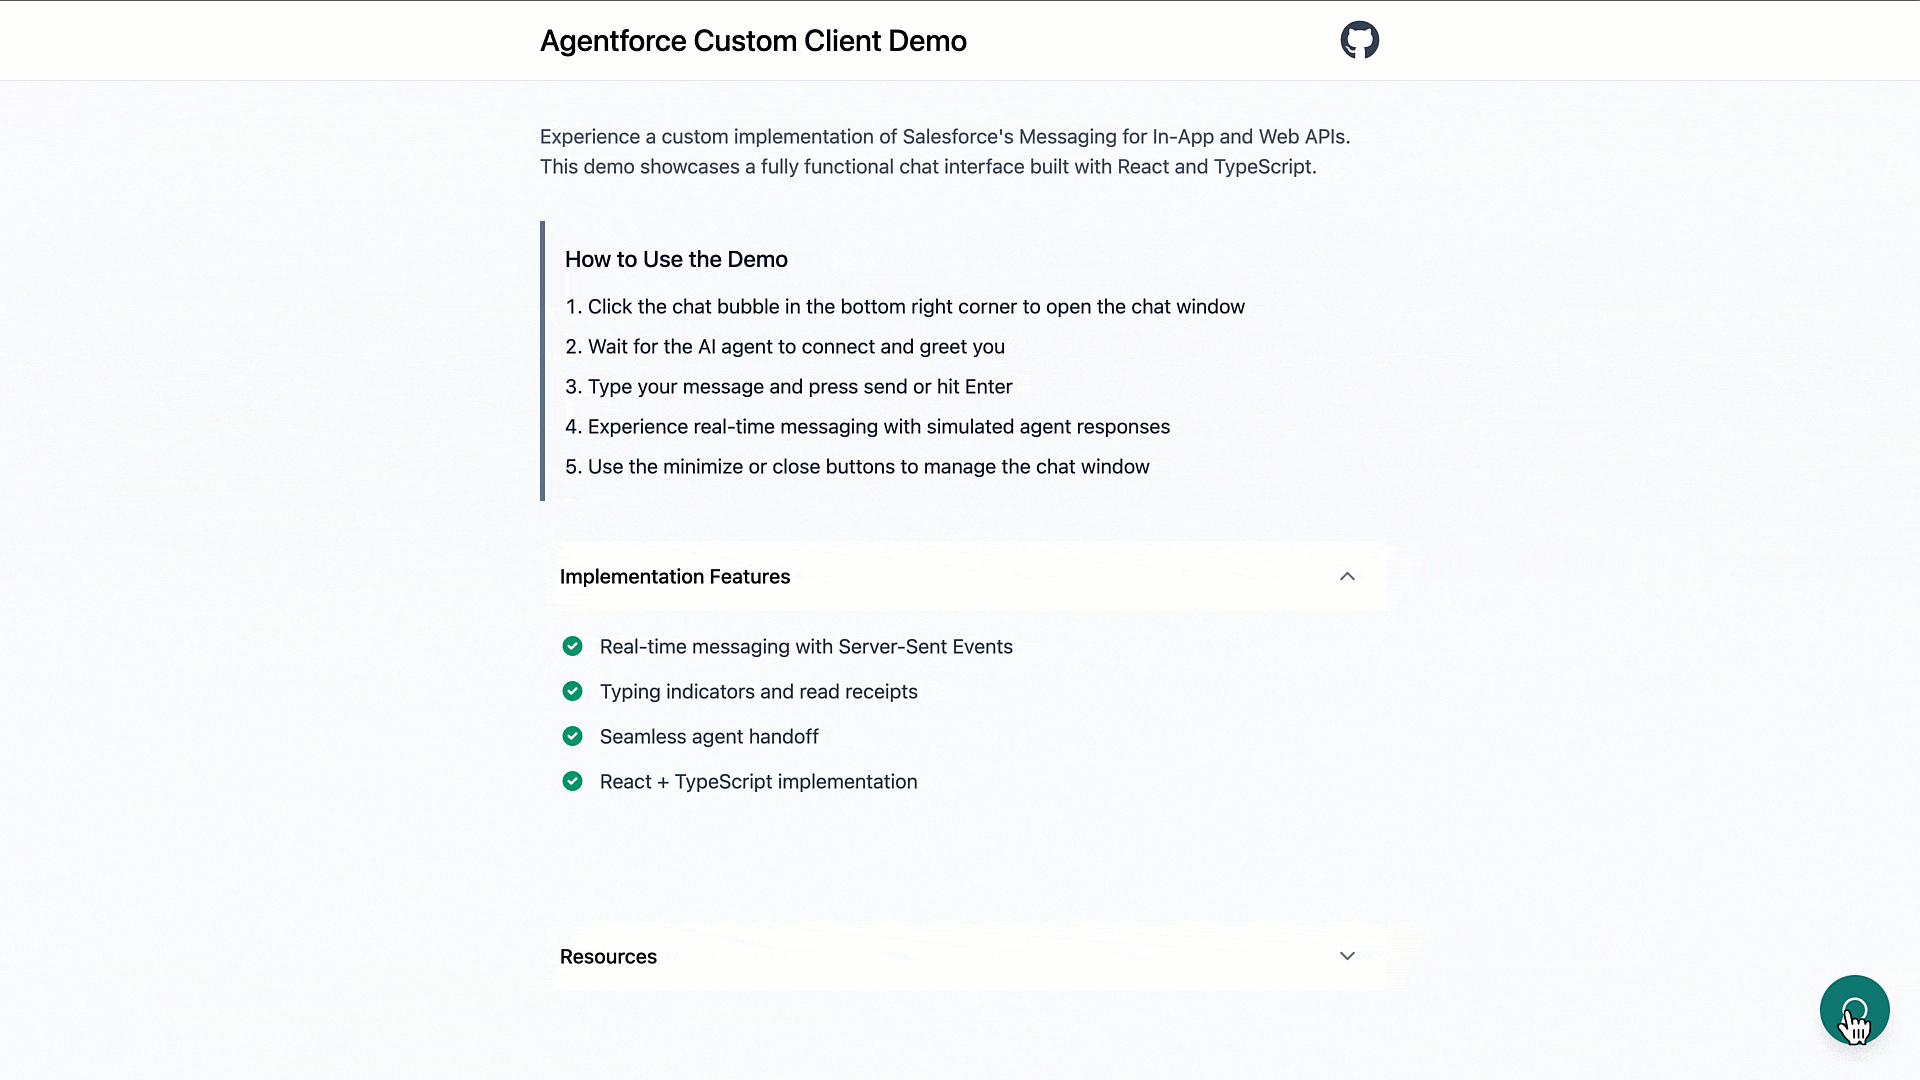 Agentforce Custom Client Demo
Experience a custom implementation of Salesforce's Messaging for In-App and Web APIs.
This demo showcases a fully functional chat interface built with React and TypeScript.
How to Use the Demo
1. Click the chat bubble in the bottom right corner to open the chat window
2. Wait for the AI agent to connect and greet you
3. Type your message and press send or hit Enter
4. Experience real-time messaging with simulated agent responses
5. Use the minimize or close buttons to manage the chat window
Implementation Features
Real-time messaging with Server-Sent Events
Typing indicators and read receipts
Seamless agent handoff
React + TypeScript implementation
Resources